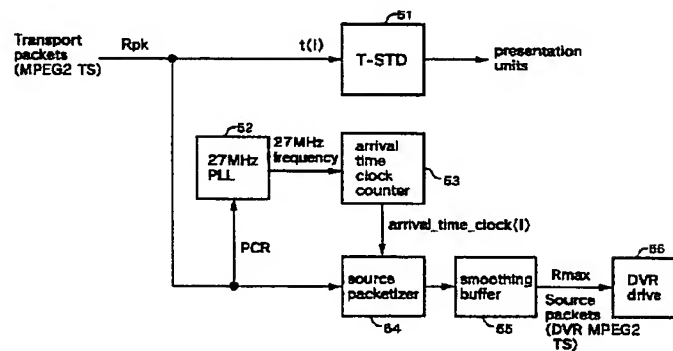 51
Transport
packets
(MPEG2 TS)
Rpk
t(i)
T-STD
presentation
units
52
27MHz
PLL
27MHz
frequency
arrival
time
clock
counter
53
arrival_time_clock(i)
PCR
source
packetizer
54
smoothing
buffer
55
Rmax
Source
packets
(DVR MPEG2
TS)
56
DVR
drive